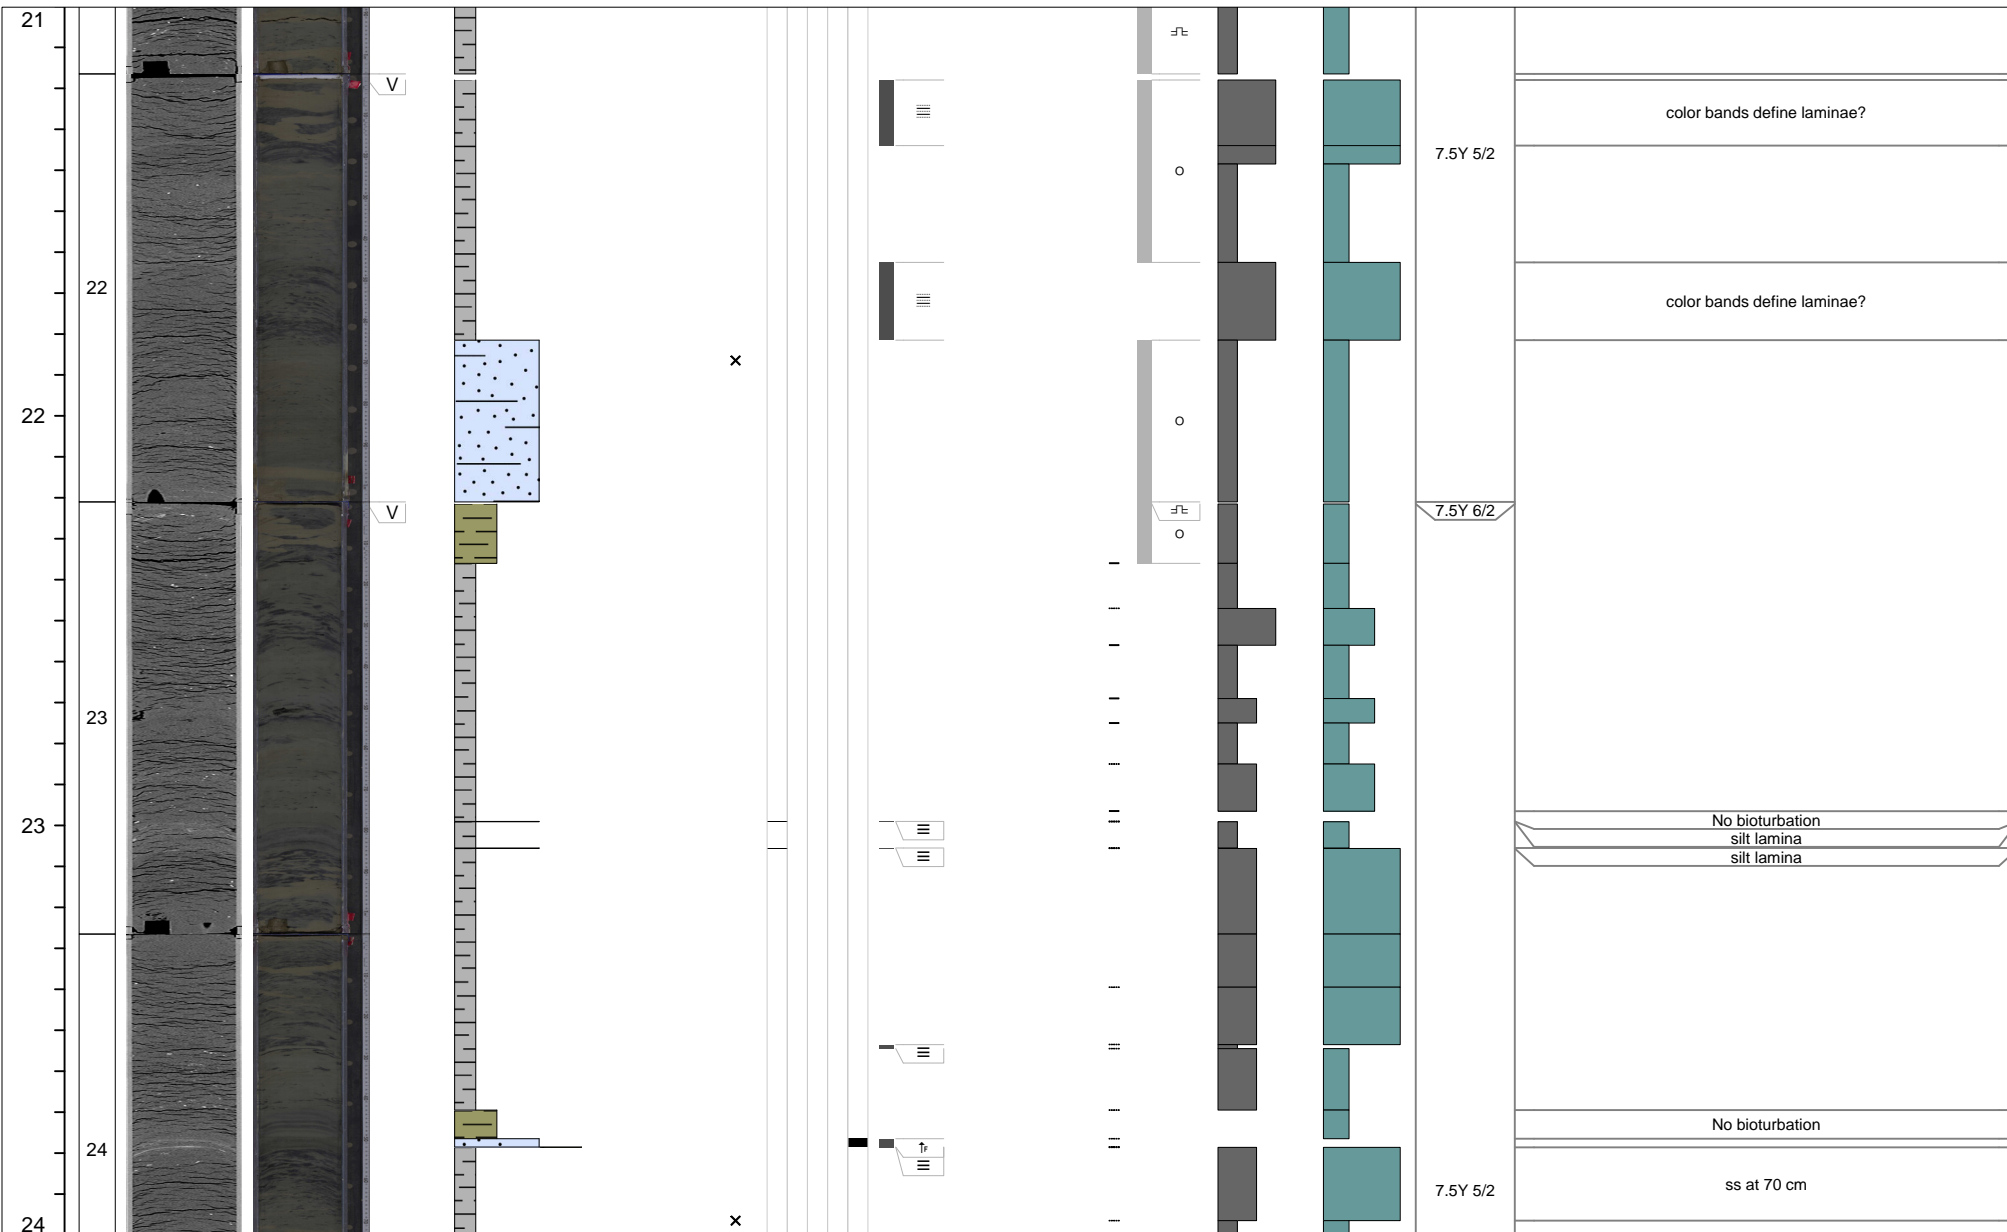 21
V
color bands define laminae?
7.5Y 5/2
O
22
color bands define laminae?
x
22
O
V
7.5Y 6/2
O
23
No bioturbation
23
silt lamina
silt lamina
No bioturbation
24
F
ss at 70 cm
7.5Y 5/2
24
x